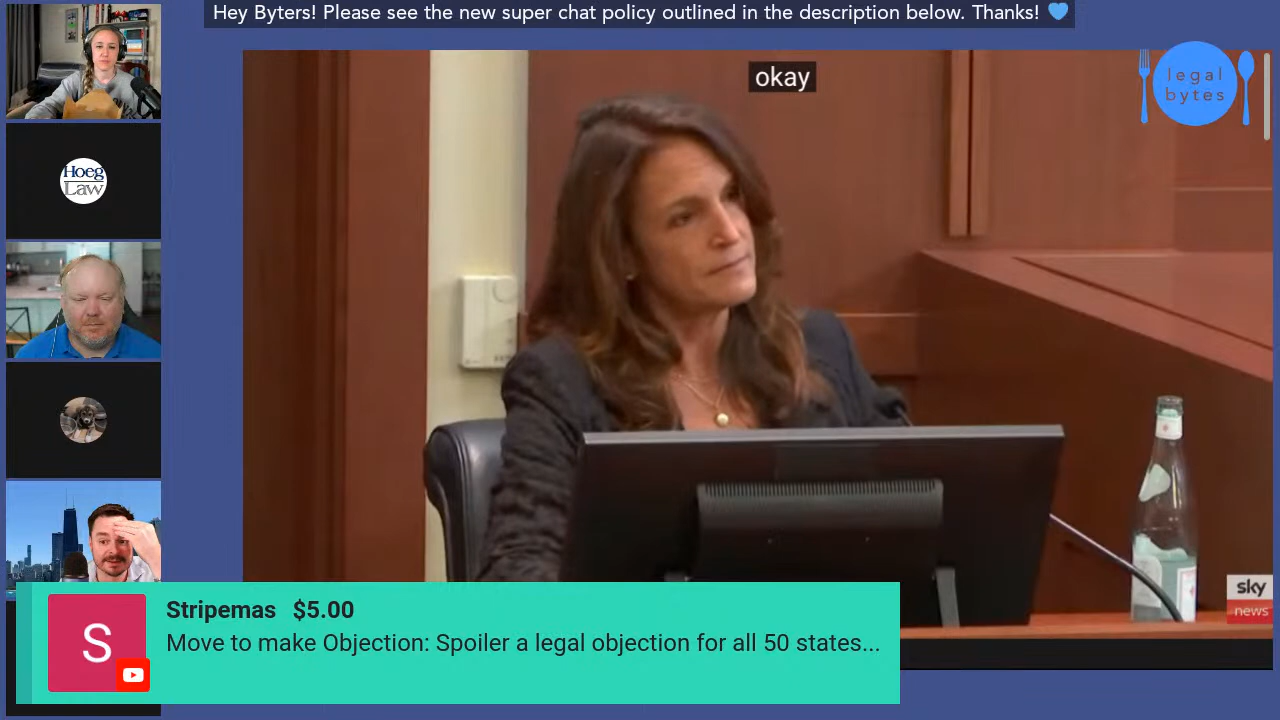 Hey Byters! Please see the new super chat policy outlined in the description below. Thanks! 💙
okay
legal
bytes
Hoeg
Law
sky
news
Stripemas $5.00
S
Move to make Objection: Spoiler a legal objection for all 50 states...